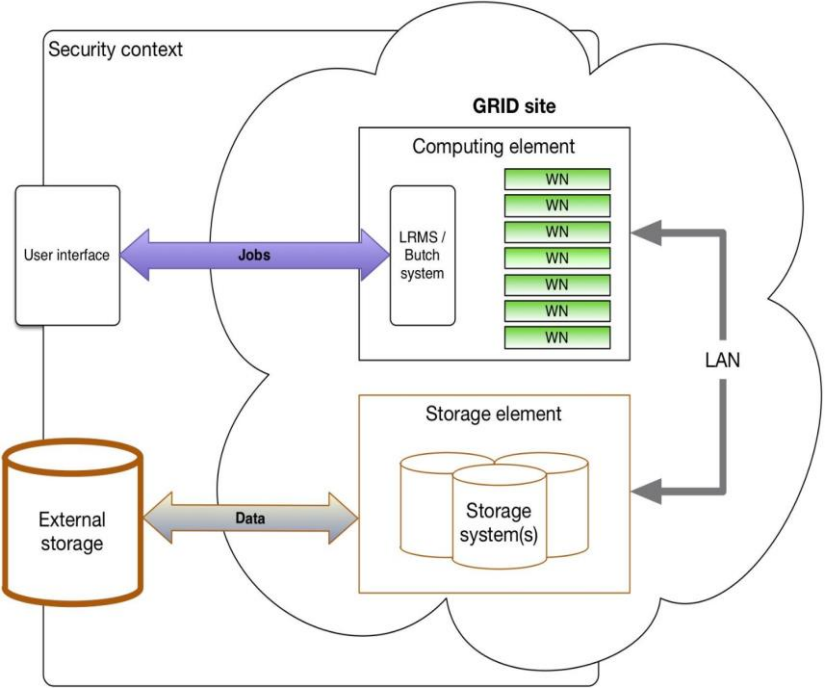 Security context
GRID site
Computing element
WN
WN
WN
WN
WN
WN
WN
LRMS /
Butch
system
User interface
Jobs
LAN
Storage element
Storage
system(s)
External
storage
Data